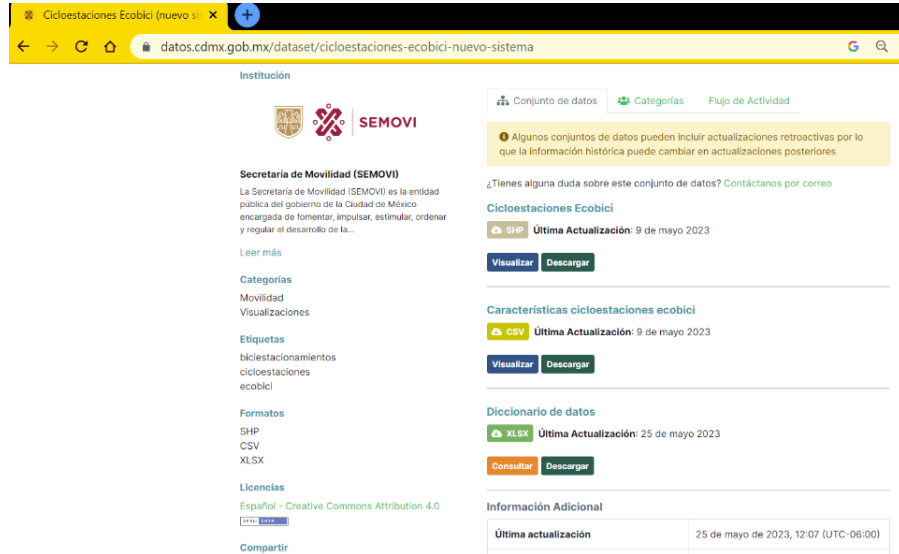 Cicloestaciones Ecobici (nuevo si
datos.cdmx.gob.mx/dataset/cicloestaciones-ecobici-nuevo-sistema
Institución
SEMOVI
Secretaría de Movilidad (SEMOVI)
La Secretaría de Movilidad (SEMOVI) es la entidad
pública del gobierno de la Ciudad de México
encargada de fomentar, impulsar, estimular, ordenar
y regular el desarrollo de la...
Leer más
Categorías
Movilidad
Visualizaciones
Etiquetas
biciestacionamientos
cicloestaciones
ecobici
Formatos
SHP
CSV
XLSX
Licencias
Español - Creative Commons Attribution 4.0
OPEN DATA
Compartir
Conjunto de datos
Categorías
Flujo de Actividad
Algunos conjuntos de datos pueden incluir actualizaciones retroactivas por lo
que la información histórica puede cambiar en actualizaciones posteriores
¿Tienes alguna duda sobre este conjunto de datos? Contáctanos por correo
Cicloestaciones Ecobici
SHP Última Actualización: 9 de mayo 2023
Visualizar Descargar
Características cicloestaciones ecobici
CSV Última Actualización: 9 de mayo 2023
Visualizar Descargar
Diccionario de datos
XLSX Última Actualización: 25 de mayo 2023
Consultar Descargar
Información Adicional
Última actualización 25 de mayo de 2023, 12:07 (UTC-06:00)